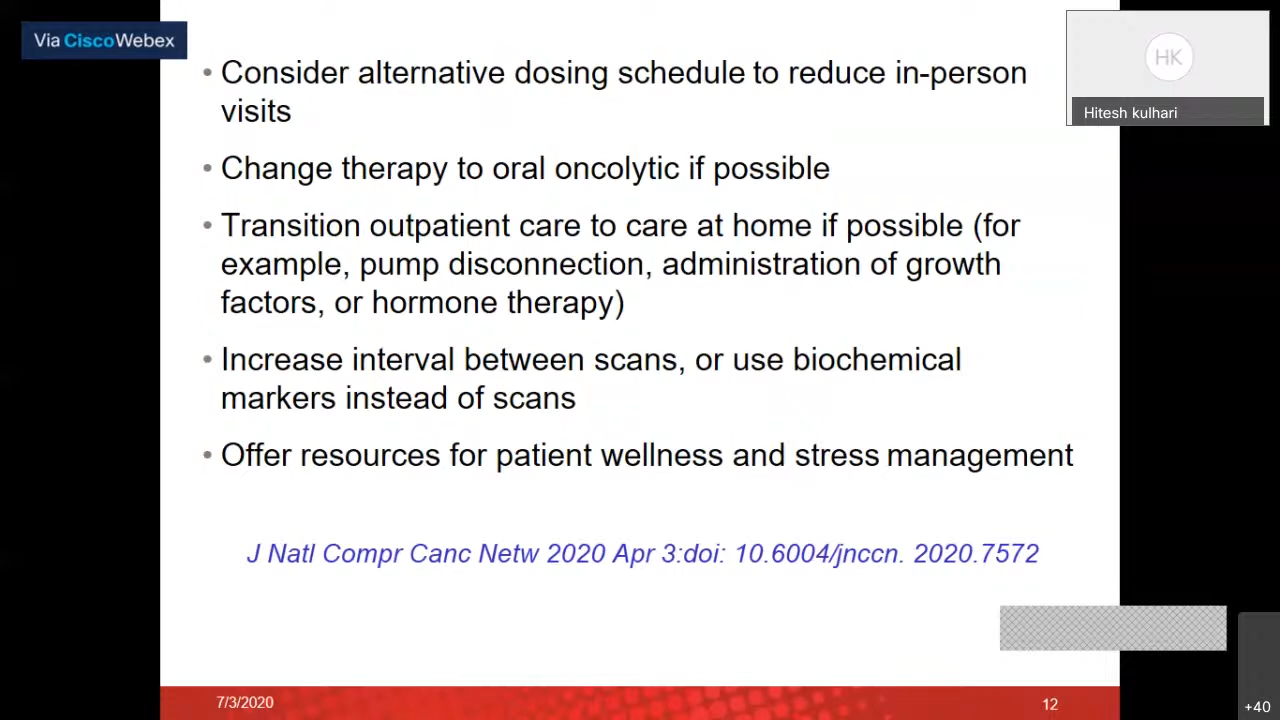 Via CiscoWebex
HK
Hitesh kulhari
• Consider alternative dosing schedule to reduce in-person
visits
• Change therapy to oral oncolytic if possible
• Transition outpatient care to care at home if possible (for
example, pump disconnection, administration of growth
factors, or hormone therapy)
• Increase interval between scans, or use biochemical
markers instead of scans
• Offer resources for patient wellness and stress management
J Natl Compr Canc Netw 2020 Apr 3:doi: 10.6004/jnccn. 2020.7572
7/3/2020
12
+40